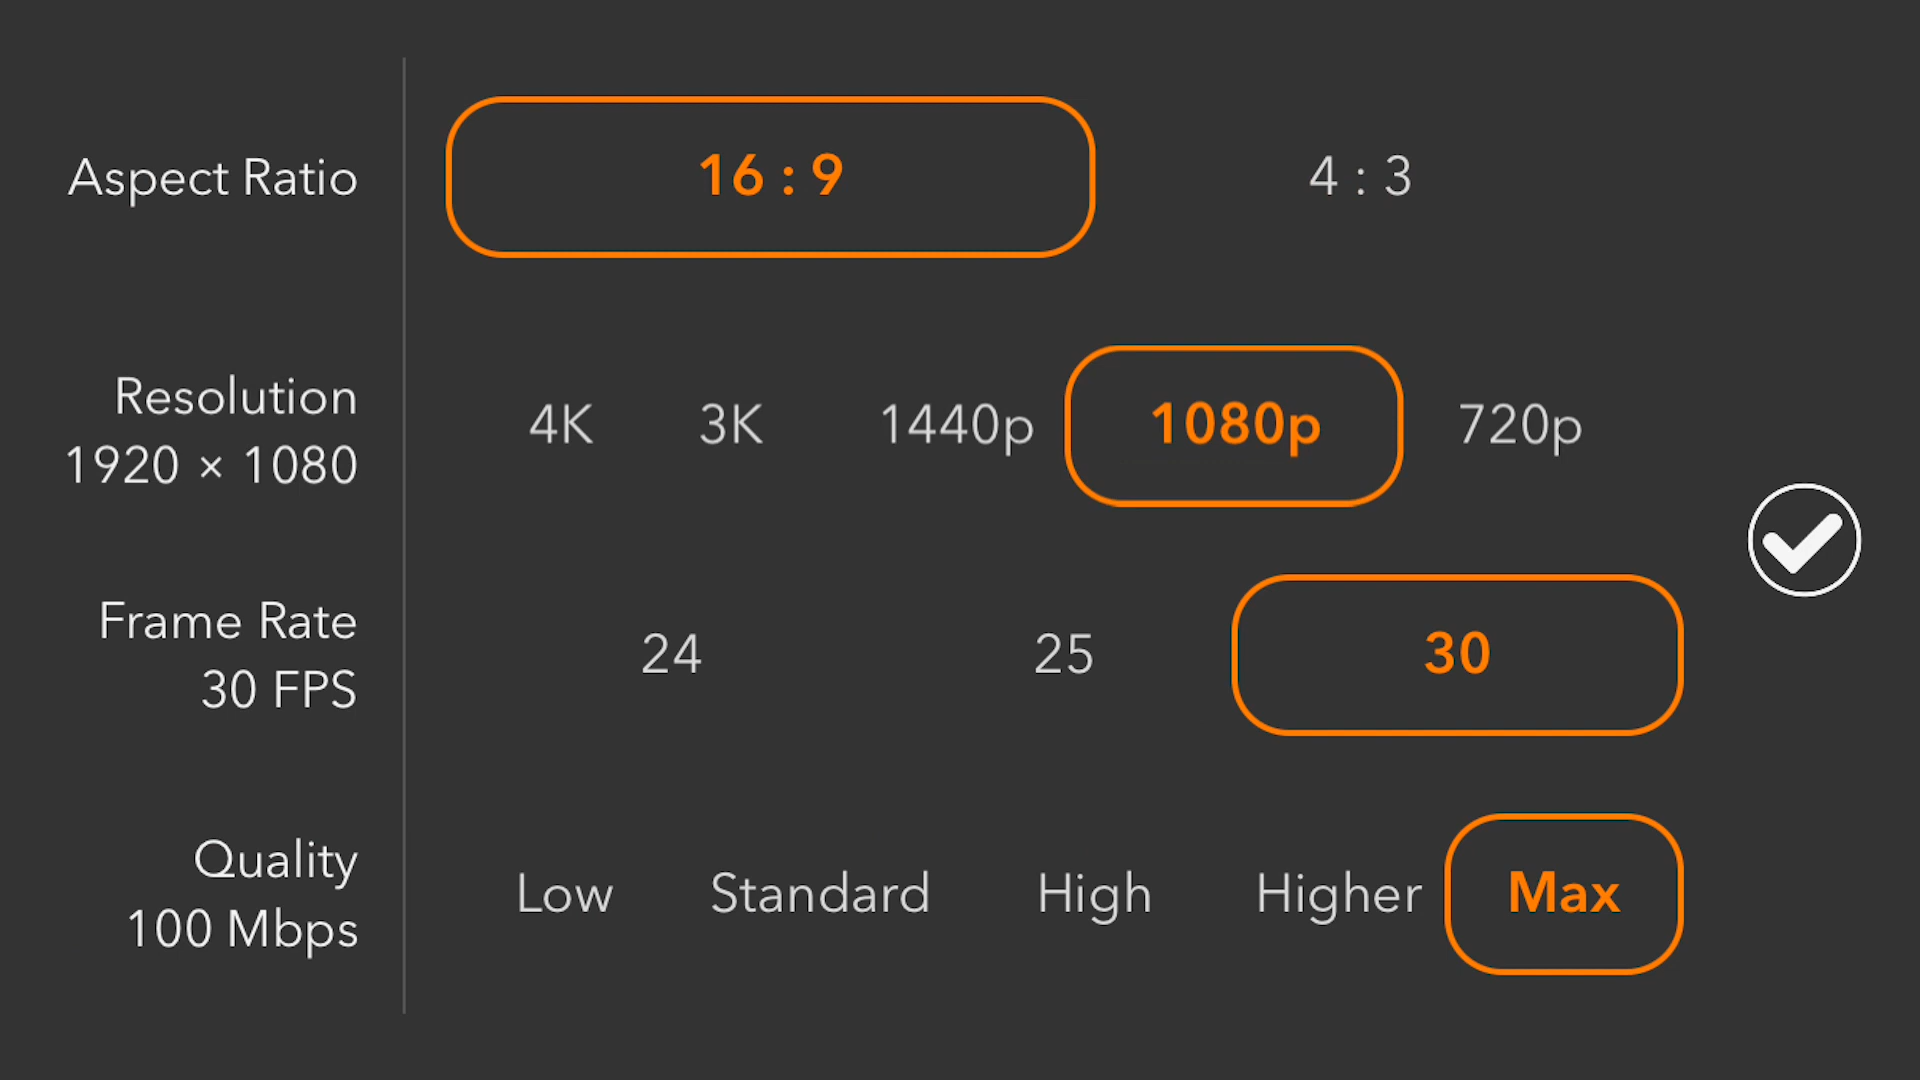 Aspect Ratio
16 : 9
4 : 3
Resolution
1920 × 1080
4K
3K
1440p
1080p
720p
Frame Rate
30 FPS
24
25
30
Quality
100 Mbps
Low
Standard
High
Higher
Max